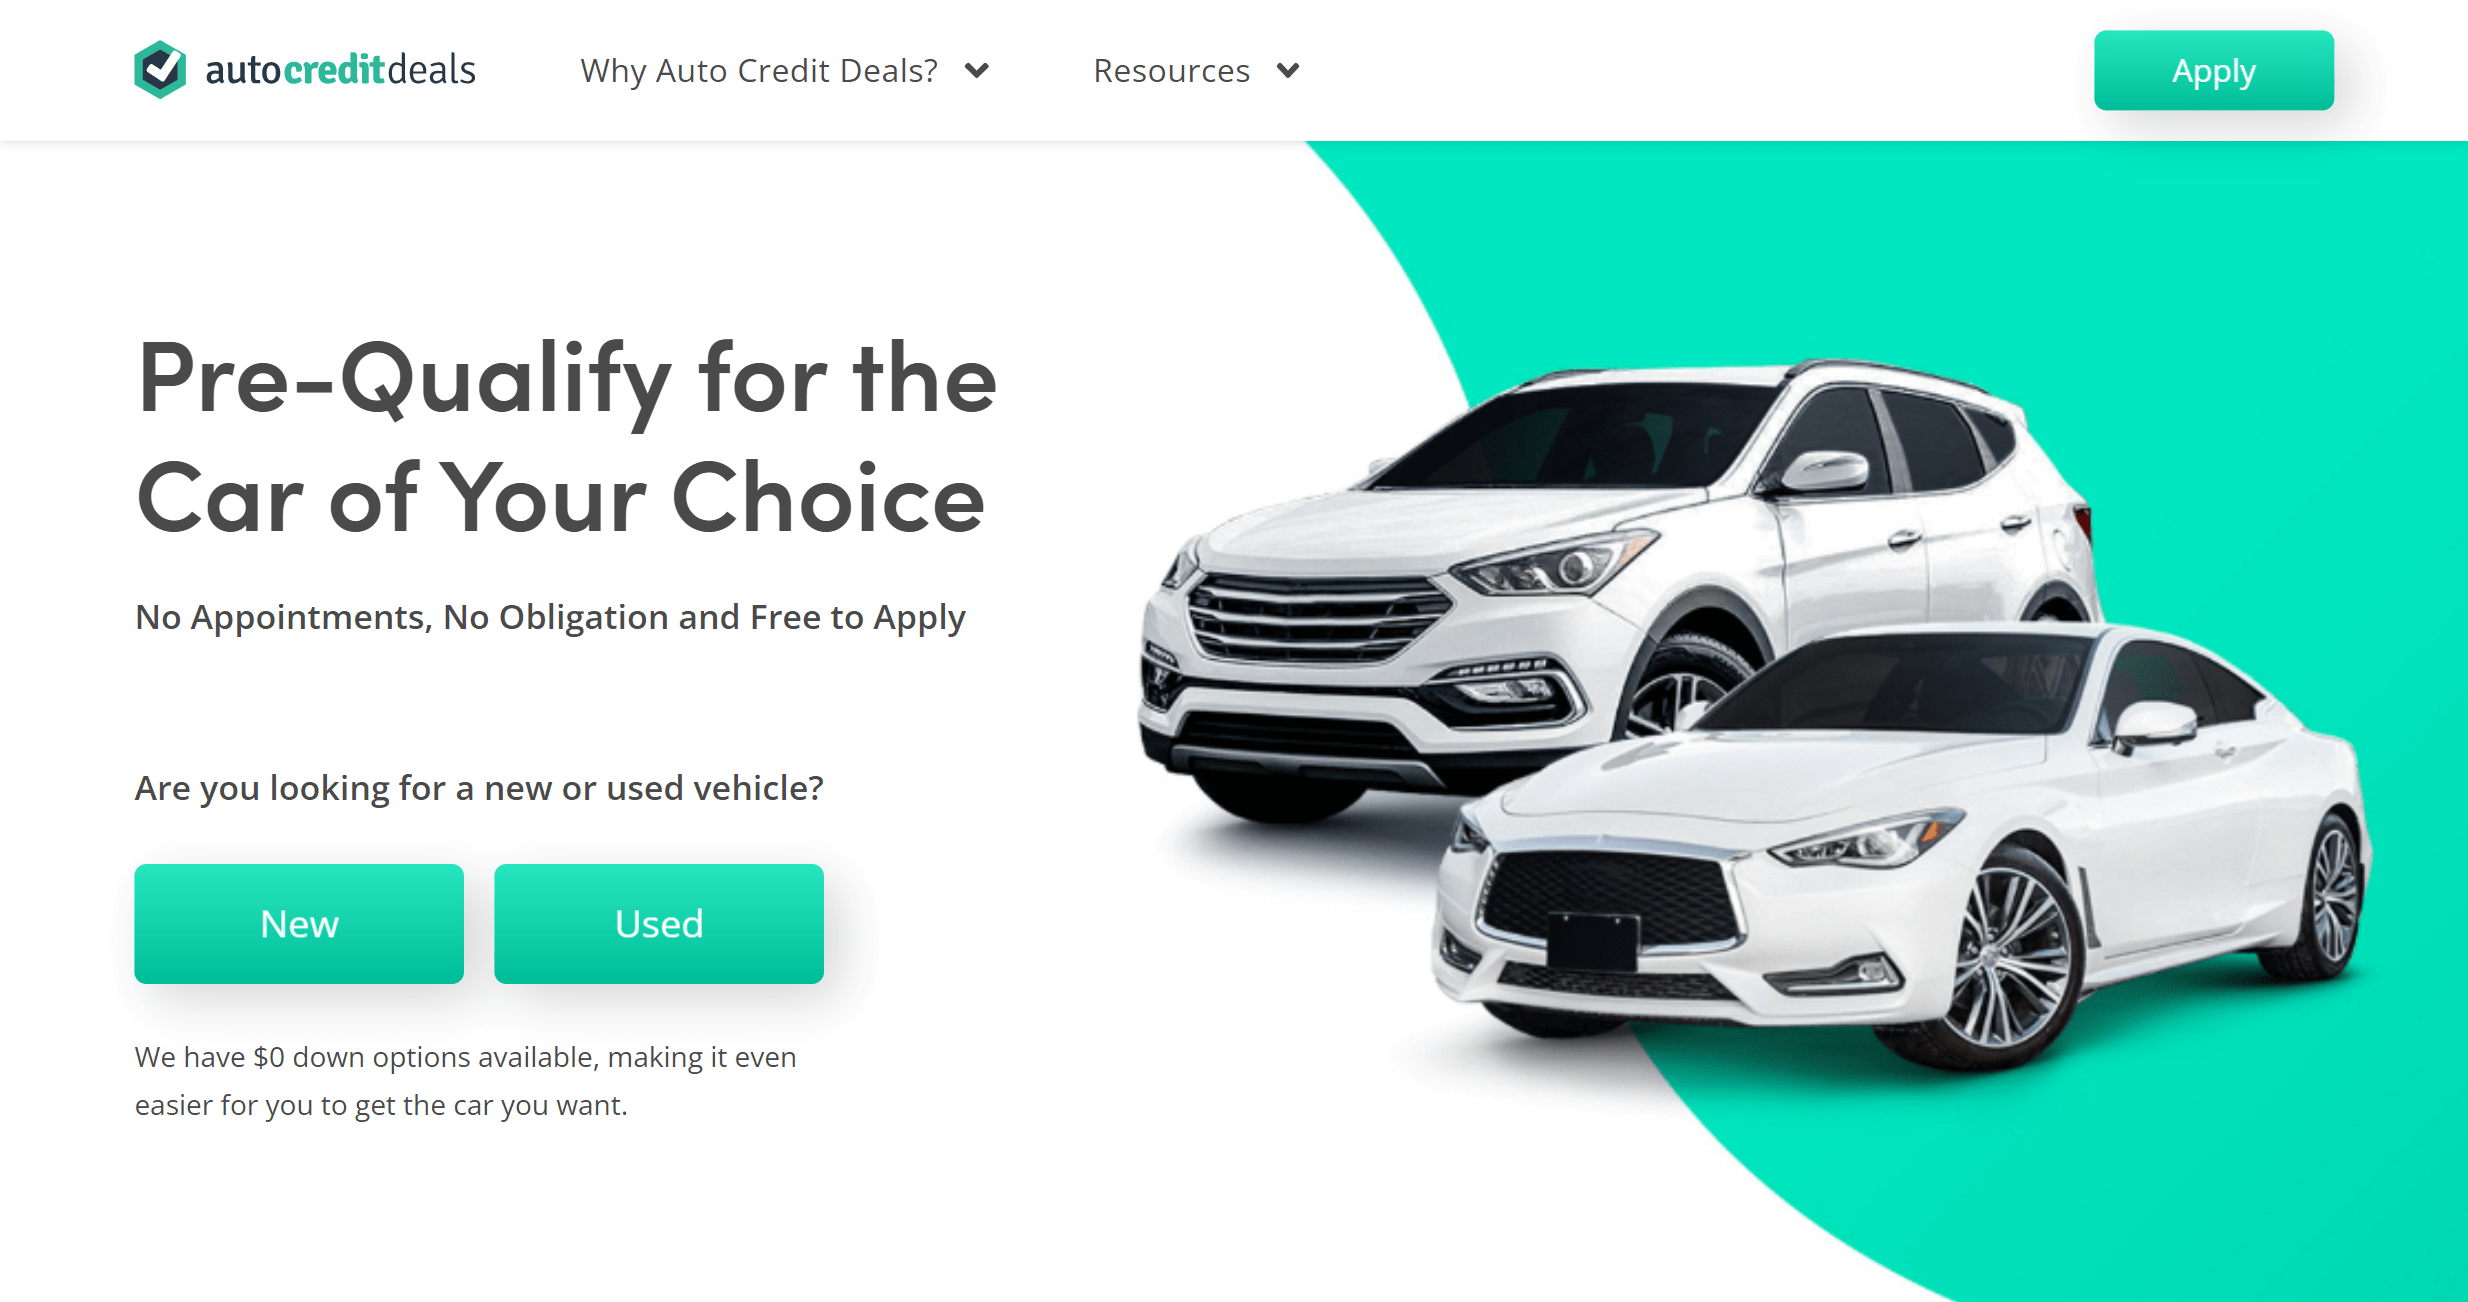 autocreditdeals
Why Auto Credit Deals?
Resources
Apply
Pre-Qualify for the
Car of Your Choice
No Appointments, No Obligation and Free to Apply
Are you looking for a new or used vehicle?
New
Used
We have $0 down options available, making it even
easier for you to get the car you want.